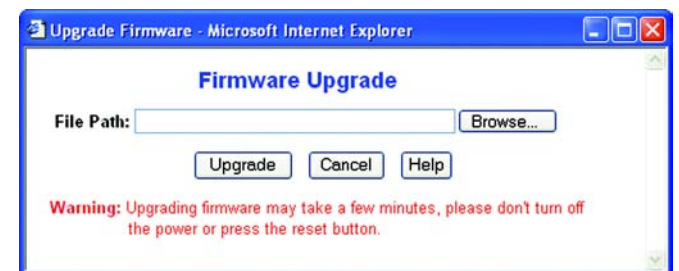 Upgrade Firmware - Microsoft Internet Explorer
Firmware Upgrade
File Path: Browse...
Upgrade Cancel Help
Warning: Upgrading firmware may take a few minutes, please don't turn off
the power or press the reset button.